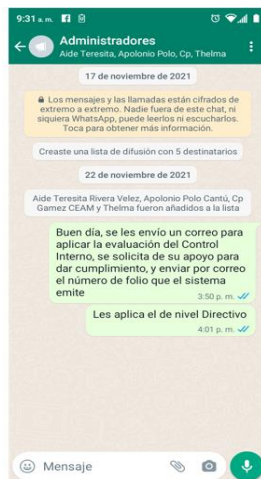 9:31 a. m.
Administradores
Aide Teresita, Apolonio Polo, Cp, Thelma
17 de noviembre de 2021
Los mensajes y las llamadas están cifrados de
extremo a extremo. Nadie fuera de este chat, ni
siquiera WhatsApp, puede leerlos ni escucharlos.
Toca para obtener más información.
Creaste una lista de difusión con 5 destinatarios
22 de noviembre de 2021
Aide Teresita Rivera Velez, Apolonio Polo Cantú, Cp
Gamez CEAM y Thelma fueron añadidos a la lista
Buen día, se les envío un correo para
aplicar la evaluación del Control
Interno, se solicita de su apoyo para
dar cumplimiento, y enviar por correo
el número de folio que el sistema
emite
3:50 p. m.
Les aplica el de nivel Directivo
4:01 p. m.
Mensaje